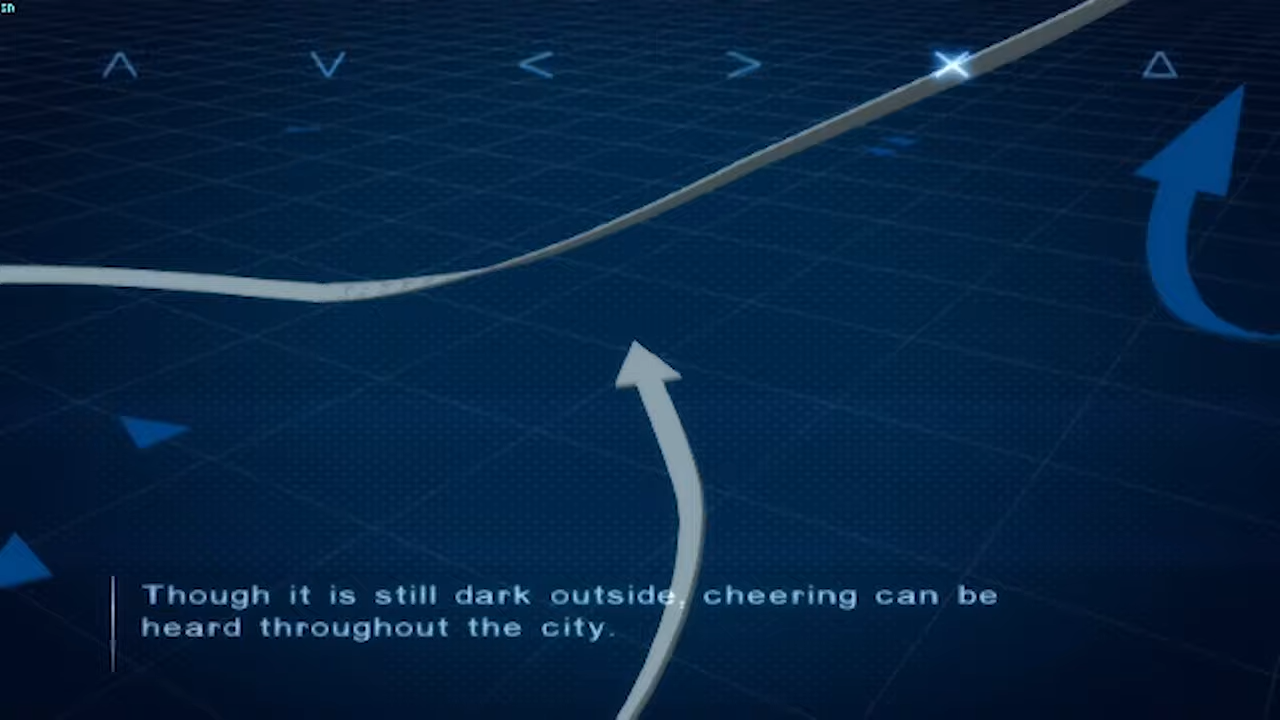 Though it is still dark outside, cheering can be
heard throughout the city.